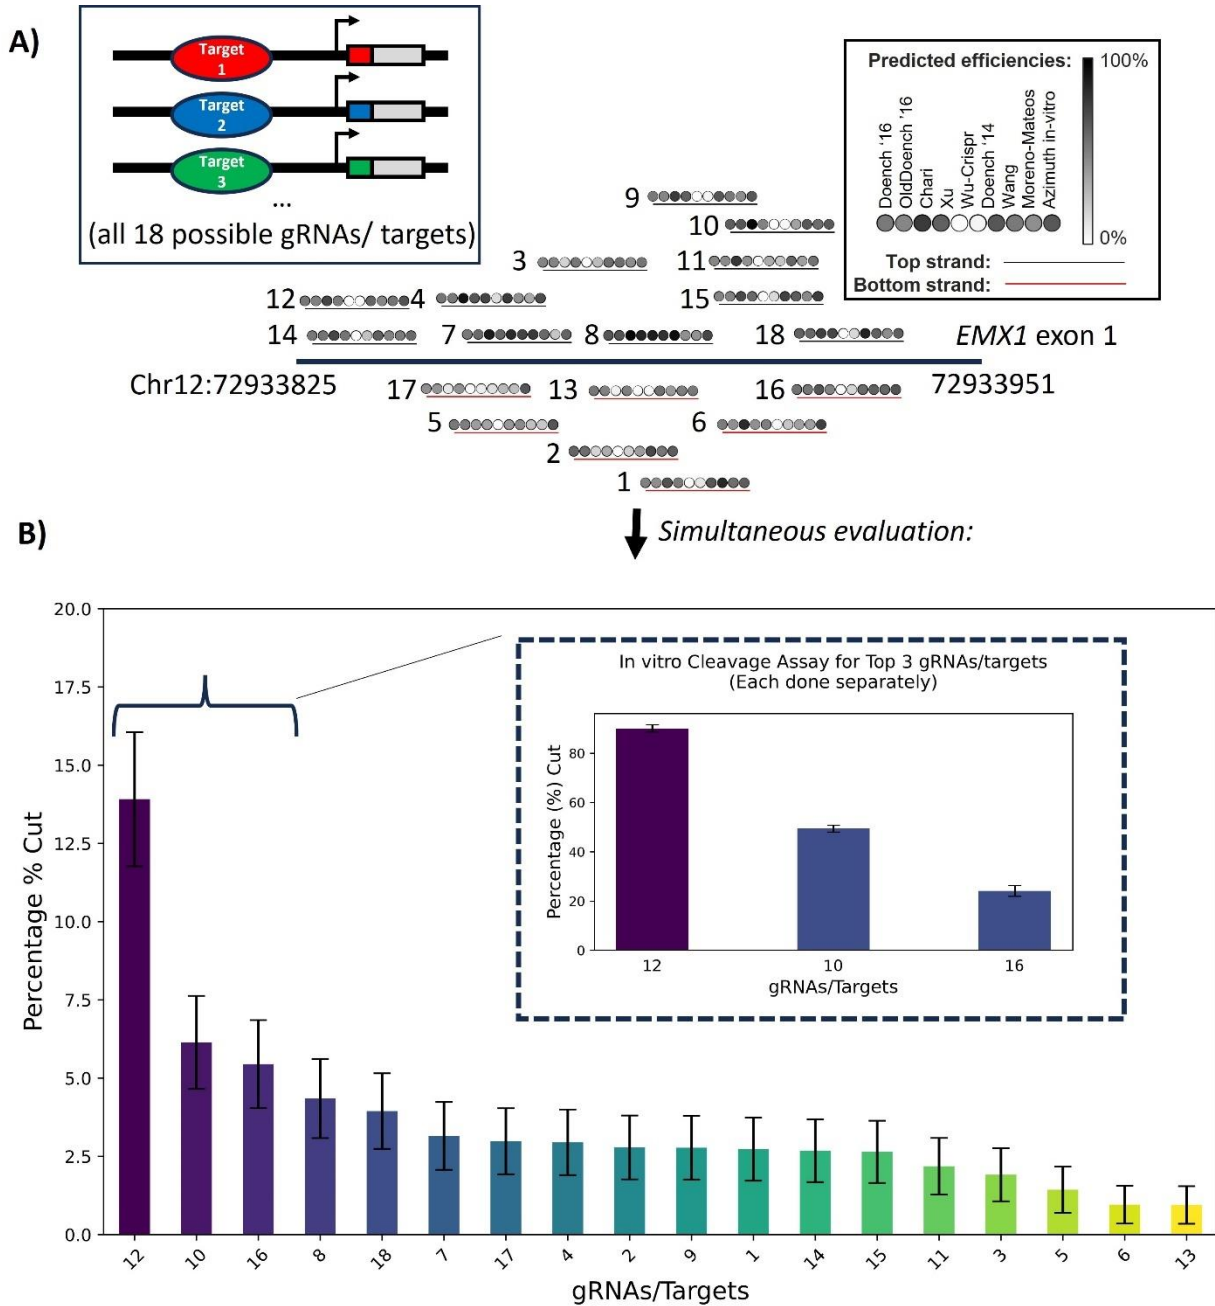 A)
Target
1
Target
2
Target
3
...
(all 18 possible gRNAs/ targets)
Predicted efficiencies:
100%
0%
Doench '16
OldDoench '16
Chari
Xu
Wu-Crispr
Doench '14
Wang
Moreno-Mateos
Azimuth in-vitro
Top strand:
Bottom strand:
9
10
3
11
12
4
15
14
7
8
18
EMX1 exon 1
Chr12:72933825
72933951
17
13
16
5
6
2
1
Simultaneous evaluation:
B)
Percentage % Cut
20.0
17.5
15.0
12.5
10.0
7.5
5.0
2.5
0.0
In vitro Cleavage Assay for Top 3 gRNAs/targets
(Each done separately)
Percentage (%) Cut
80
60
40
20
0
12 10 16
gRNAs/Targets
12 10 16 8 18 7 17 4 2 9 1 14 15 11 3 5 6 13
gRNAs/Targets